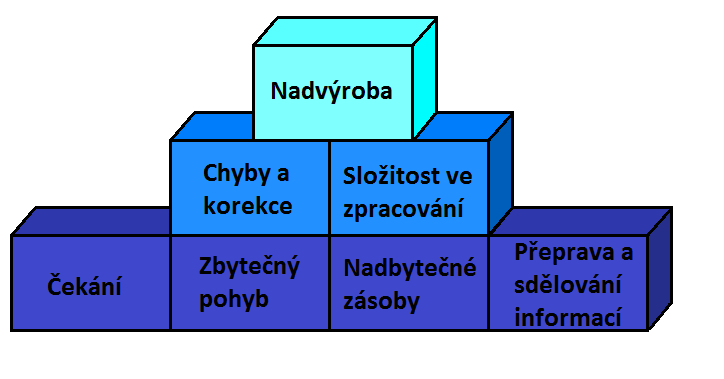 Nadvýroba
Chyby a
korekce
Složitost ve
zpracování
Čekání
Zbytečný
pohyb
Nadbytečné
zásoby
Přeprava a
sdělování
informací